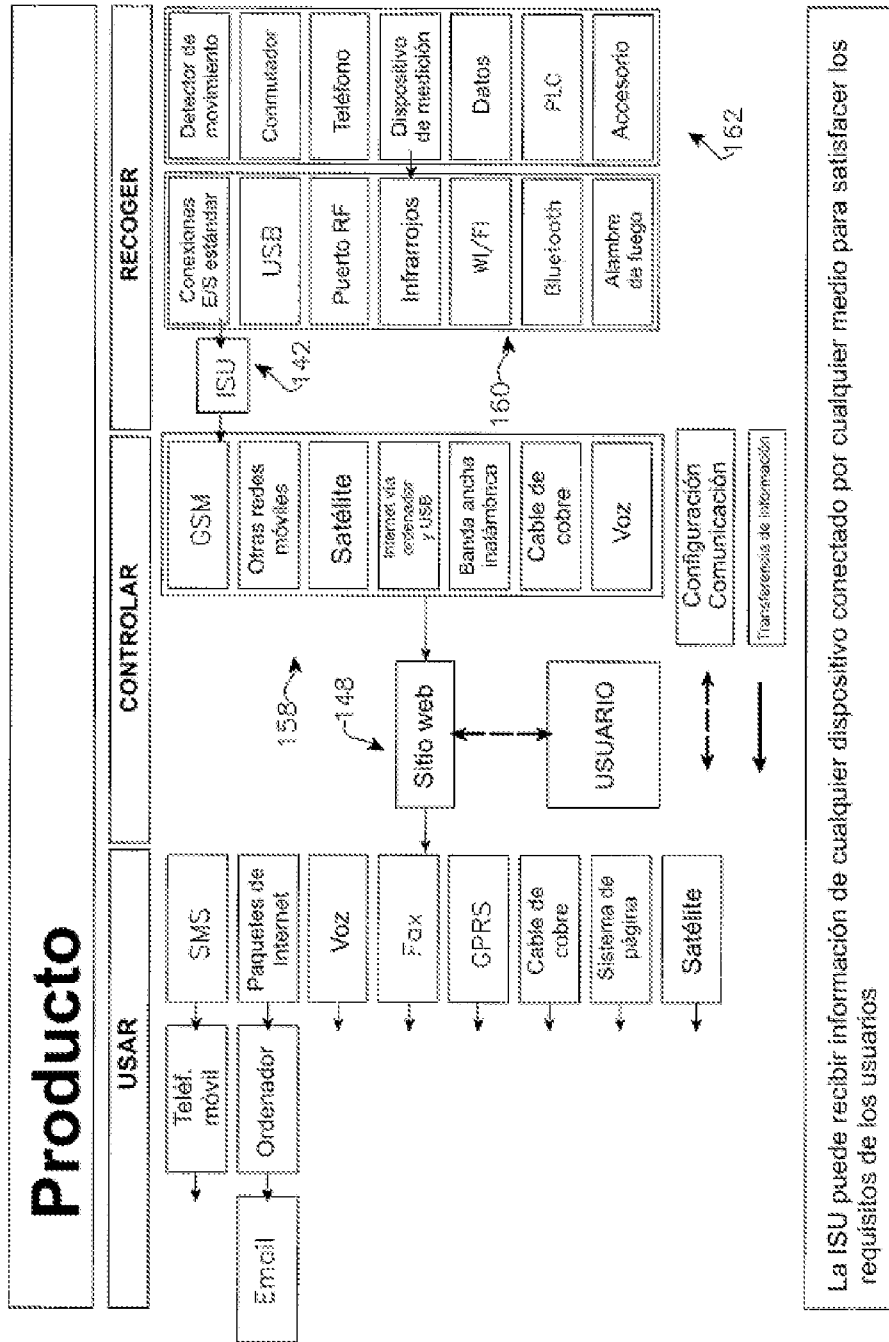 Producto
USAR
CONTROLAR
RECOGER
Email
Teléf.
móvil
Ordenador
SMS
Paquetes de
Internet
Voz
Fax
GPRS
Cable de
cobre
Sistema de
página
Satélite
158
148
Sitio web
USUARIO
GSM
Otras redes
móviles
Satélite
Internet vía
ordenador
y USB
Banda ancha
inalámbrica
Cable de
cobre
Voz
Configuración
Comunicación
Transferencia de información
ISU
142
160
Conexiones
E/S estándar
USB
Puerto RF
Infrarrojos
WI/FI
Bluetooth
Alambre
de fuego
Detector de
movimiento
Conmutador
Teléfono
Dispositivo
de medición
Datos
PLC
Accesorio
162
La ISU puede recibir información de cualquier dispositivo conectado por cualquier medio para satisfacer los
requisitos de los usuarios